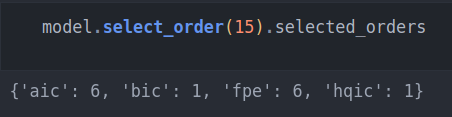 model.select_order(15).selected_orders
{'aic': 6, 'bic': 1, 'fpe': 6, 'hqic': 1}